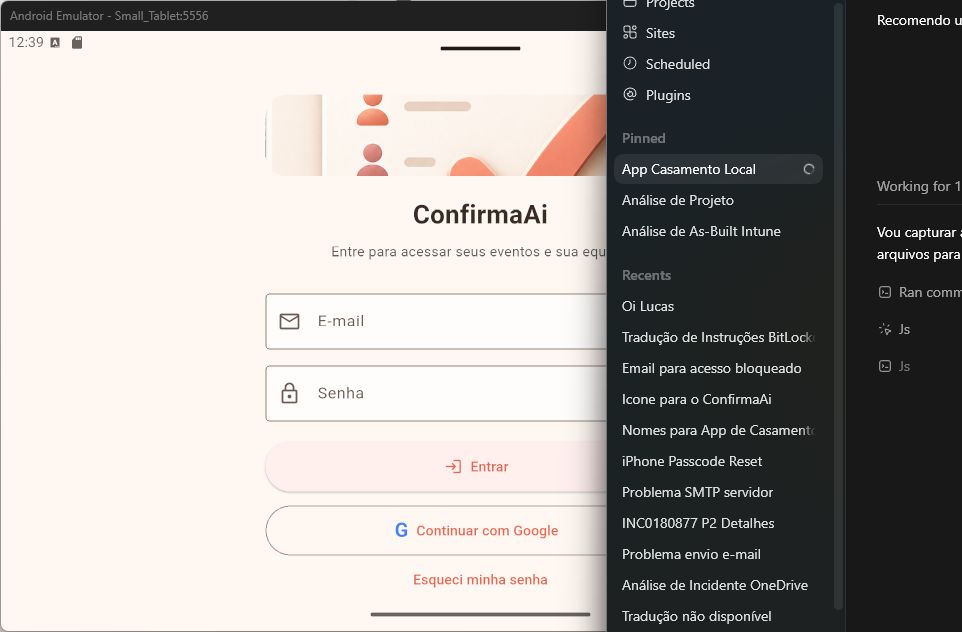 Android Emulator - Small_Tablet:5556
12:39
A
ConfirmaAi
Entre para acessar seus eventos e sua equ
E-mail
Senha
Entrar
G Continuar com Google
Esqueci minha senha
Projects
Sites
Scheduled
Plugins
Pinned
App Casamento Local
Análise de Projeto
Análise de As-Built Intune
Recents
Oi Lucas
Tradução de Instruções BitLock
Email para acesso bloqueado
Icone para o ConfirmaAi
Nomes para App de Casament
iPhone Passcode Reset
Problema SMTP servidor
INC0180877 P2 Detalhes
Problema envio e-mail
Análise de Incidente OneDrive
Tradução não disponível
Recomendo u
Working for 1
Vou capturar a
arquivos para
Ran comm
Js
Js